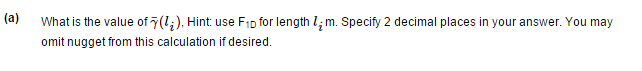 (a) What is the value of γ̄(l_i), Hint: use F1D for length l_i m. Specify 2 decimal places in your answer. You may
omit nugget from this calculation if desired.